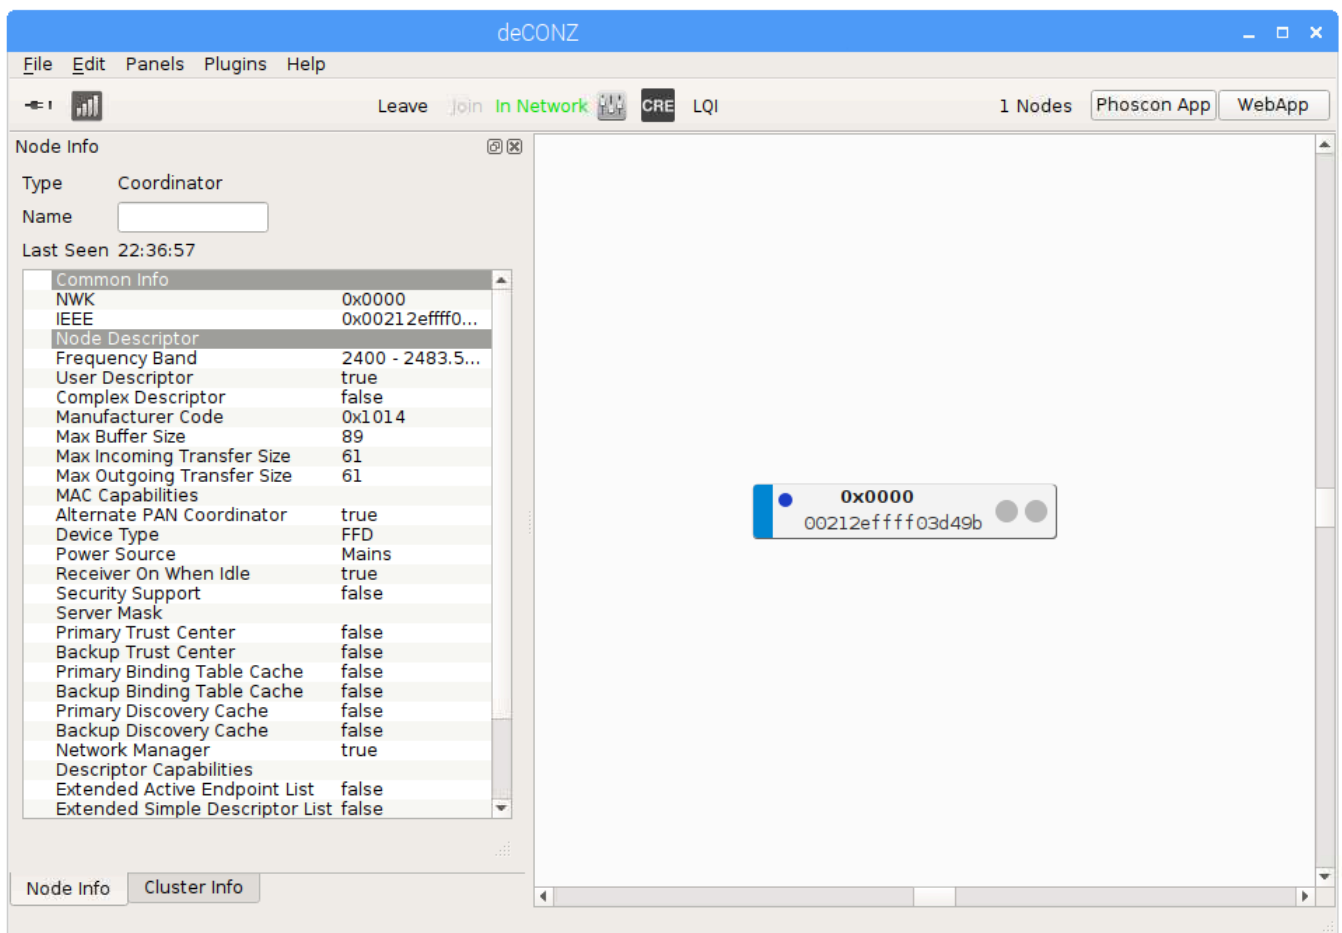 deCONZ
File Edit Panels Plugins Help
Leave Join In Network CRE LQI 1 Nodes Phoscon App WebApp
Node Info
Type Coordinator
Name
Last Seen 22:36:57
Common Info
NWK 0x0000
IEEE 0x00212effff0...
Node Descriptor
Frequency Band 2400 - 2483.5...
User Descriptor true
Complex Descriptor false
Manufacturer Code 0x1014
Max Buffer Size 89
Max Incoming Transfer Size 61
Max Outgoing Transfer Size 61
MAC Capabilities
Alternate PAN Coordinator true
Device Type FFD
Power Source Mains
Receiver On When Idle true
Security Support false
Server Mask
Primary Trust Center false
Backup Trust Center false
Primary Binding Table Cache false
Backup Binding Table Cache false
Primary Discovery Cache false
Backup Discovery Cache false
Network Manager true
Descriptor Capabilities
Extended Active Endpoint List false
Extended Simple Descriptor List false
Node Info Cluster Info
0x0000
00212effff03d49b